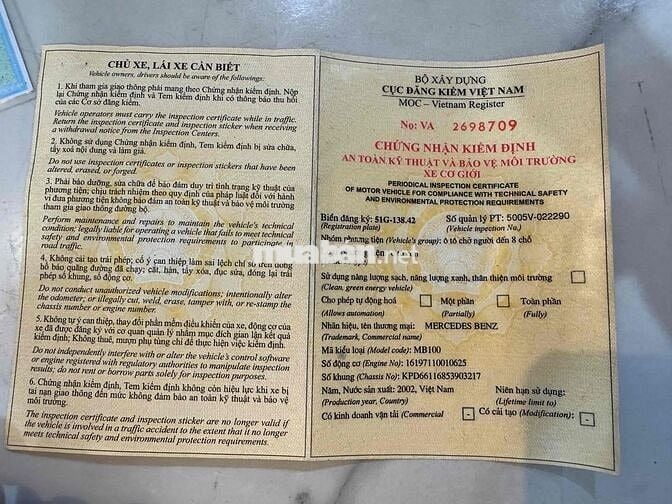 CHỦ XE, LÁI XE CẦN BIẾT
Vehicle owners, drivers should be aware of the followings:
1. Khi tham gia giao thông phải mang theo Chứng nhận kiểm định. Nộp
lại Chứng nhận kiểm định và Tem kiểm định khi có thông báo thu hồi
của các Cơ sở đăng kiểm.
Vehicle operators must carry the inspection certificate while in traffic.
Return the inspection certificate and inspection sticker when receiving
a withdrawal notice from the Inspection Centers.
2. Không sử dụng Chứng nhận kiểm định, Tem kiểm định bị sửa chữa,
tẩy xoá nội dung và làm giả.
Do not use inspection certificates or inspection stickers that have been
altered, erased, or forged.
3. Phải bảo dưỡng, sửa chữa để bảo đảm duy trì tình trạng kỹ thuật của
phương tiện; chịu trách nhiệm theo quy định của pháp luật đối với hành
vi đưa phương tiện không bảo đảm an toàn kỹ thuật và bảo vệ môi trường
tham gia giao thông đường bộ.
Perform maintenance and repairs to maintain the vehicle's technical
condition; legally liable for operating a vehicle that fails to meet technical
safety and environmental protection requirements to participate in
road traffic.
4. Không cải tạo trái phép; cố ý can thiệp làm sai lệch chỉ số trên đồng
hồ báo quãng đường đã chạy; cắt, hàn, tẩy xóa, đục sửa, đóng lại trái
phép số khung, số động cơ.
Do not conduct unauthorized vehicle modifications; intentionally alter
the odometer; or illegally cut, weld, erase, tamper with, or re-stamp the
chassis number or engine number.
5. Không tự ý can thiệp, thay đổi phần mềm điều khiển của xe, động cơ của
xe đã được đăng ký với cơ quan quản lý nhằm mục đích gian lận kết quả
kiểm định; Không thuê, mượn phụ tùng chỉ để thực hiện việc kiểm định.
Do not independently interfere with or alter the vehicle's control software
or engine registered with regulatory authorities to manipulate inspection
results; do not rent or borrow parts solely for inspection purposes.
6. Chứng nhận kiểm định, Tem kiểm định không còn hiệu lực khi xe bị
tai nạn giao thông đến mức không đảm bảo an toàn kỹ thuật và bảo vệ
môi trường.
The inspection certificate and inspection sticker are no longer valid if
the vehicle is involved in a traffic accident to the extent that it no longer
meets technical safety and environmental protection requirements.
BỘ XÂY DỰNG
CỤC ĐĂNG KIỂM VIỆT NAM
MOC – Vietnam Register
No: VA 2698709
CHỨNG NHẬN KIỂM ĐỊNH
AN TOÀN KỸ THUẬT VÀ BẢO VỆ MÔI TRƯỜNG
XE CƠ GIỚI
PERIODICAL INSPECTION CERTIFICATE
OF MOTOR VEHICLE FOR COMPLIANCE WITH TECHNICAL SAFETY
AND ENVIRONMENTAL PROTECTION REQUIREMENTS
Biển đăng ký: 51G-138.42 Số quản lý PT: 5005V-022290
(Registration plate) (Vehicle inpection No.)
Nhóm phương tiện (Vehicle's group): ô tô chở người đến 8 chỗ
nhaban.net
Sử dụng năng lượng sạch, năng lượng xanh, thân thiện môi trường
(Clean, green energy vehicle)
Cho phép tự động hoá Một phần Toàn phần
(Allows automation) (Partially) (Fully)
Nhãn hiệu, tên thương mại: MERCEDES BENZ
(Trademark, Commercial name)
Mã kiểu loại (Model code): MB100
Số động cơ (Engine No): 16197110010625
Số khung (Chassis No): KPD66116853903217
Năm, Nước sản xuất: 2002, Việt Nam Niên hạn sử dụng:
(Production year, Country) (Lifetime limit to)
Có kinh doanh vận tải (Commercial - Có cải tạo (Modification): -